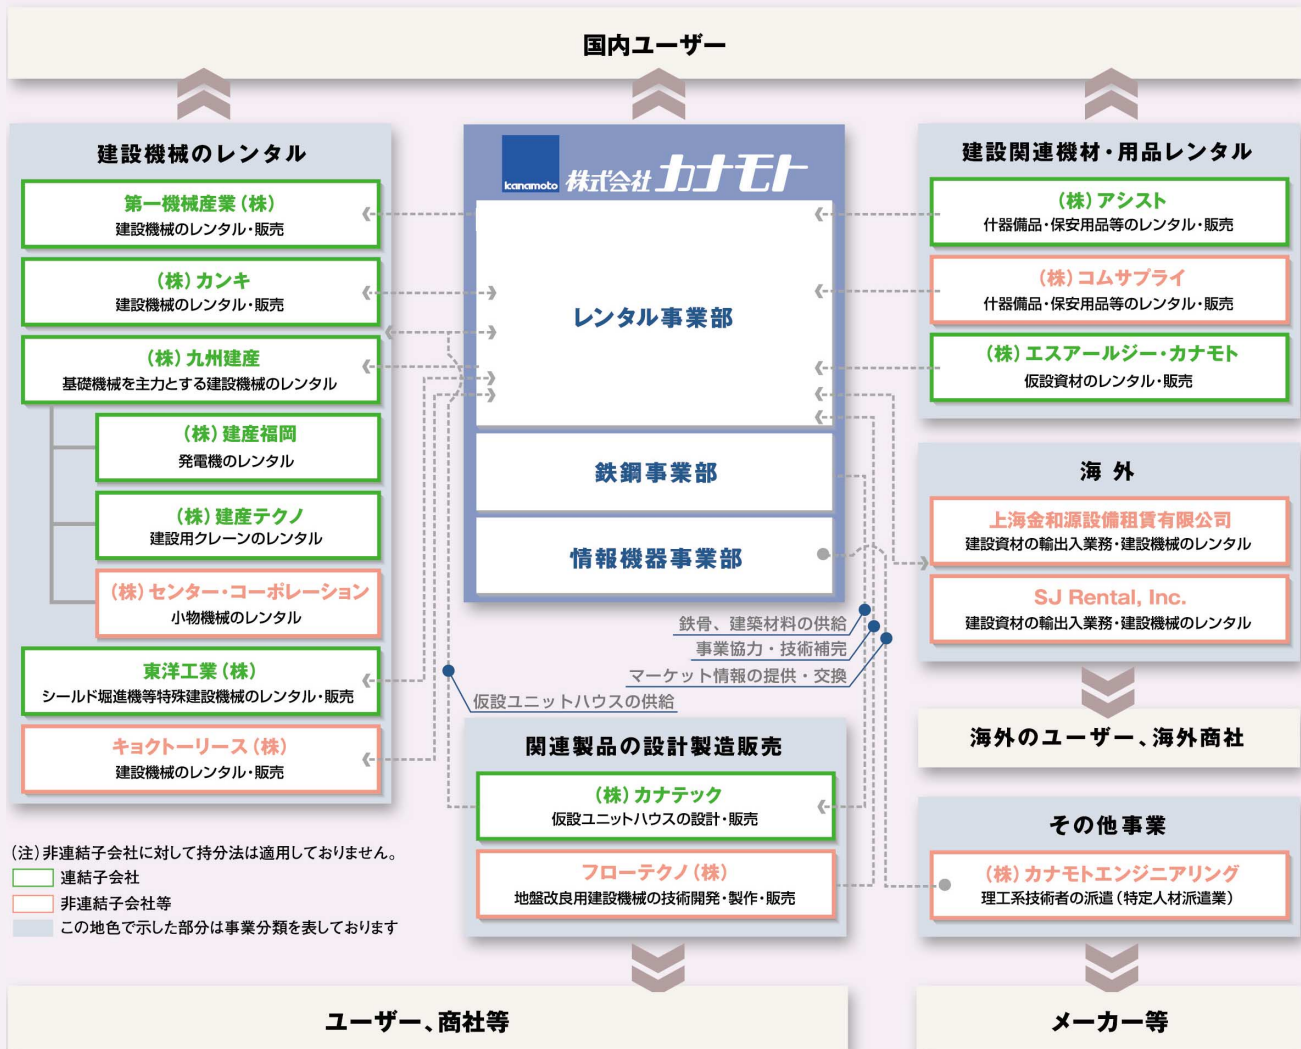 国内ユーザー
建設機械のレンタル
第一機械産業(株)
建設機械のレンタル・販売
(株)カンキ
建設機械のレンタル・販売
(株)九州建産
基礎機械を主力とする建設機械のレンタル
(株)建産福岡
発電機のレンタル
(株)建産テクノ
建設用クレーンのレンタル
(株)センター・コーポレーション
小物機械のレンタル
東洋工業(株)
シールド堀進機等特殊建設機械のレンタル・販売
キョクトーリース(株)
建設機械のレンタル・販売
(注)非連結子会社に対して持分法は適用しておりません。
連結子会社
非連結子会社等
この地色で示した部分は事業分類を表しております
kanamoto
株式会社カナモト
レンタル事業部
鉄鋼事業部
情報機器事業部
鉄骨、建築材料の供給
事業協力・技術補完
マーケット情報の提供・交換
仮設ユニットハウスの供給
関連製品の設計製造販売
(株)カナテック
仮設ユニットハウスの設計・販売
フローテクノ(株)
地盤改良用建設機械の技術開発・製作・販売
建設関連機材・用品レンタル
(株)アシスト
什器備品・保安用品等のレンタル・販売
(株)コムサプライ
什器備品・保安用品等のレンタル・販売
(株)エスアールジー・カナモト
仮設資材のレンタル・販売
海外
上海金和源設備租賃有限公司
建設資材の輸出入業務・建設機械のレンタル
SJ Rental, Inc.
建設資材の輸出入業務・建設機械のレンタル
海外のユーザー、海外商社
その他事業
(株)カナモトエンジニアリング
理工系技術者の派遣(特定人材派遣業)
ユーザー、商社等
メーカー等